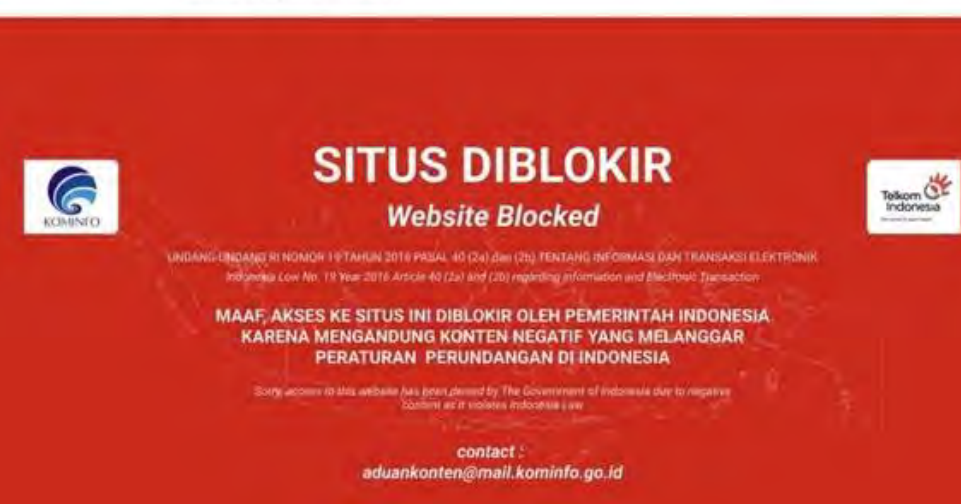 SITUS DIBLOKIR
Website Blocked
KOMINFO
Telkom
Indonesia
UNDANG-UNDANG RI NOMOR 19 TAHUN 2016 PASAL 40 (2a) dan (2b) TENTANG INFORMASI DAN TRANSAKSI ELEKTRONIK
Indonesia Law No. 19 Year 2016 Article 40 (2a) and (2b) regarding Information and Electronic Transaction
MAAF, AKSES KE SITUS INI DIBLOKIR OLEH PEMERINTAH INDONESIA
KARENA MENGANDUNG KONTEN NEGATIF YANG MELANGGAR
PERATURAN PERUNDANGAN DI INDONESIA
Sorry access to this website has been denied by The Government of Indonesia due to negative
content as it violates Indonesia Law
contact :
aduankonten@mail.kominfo.go.id